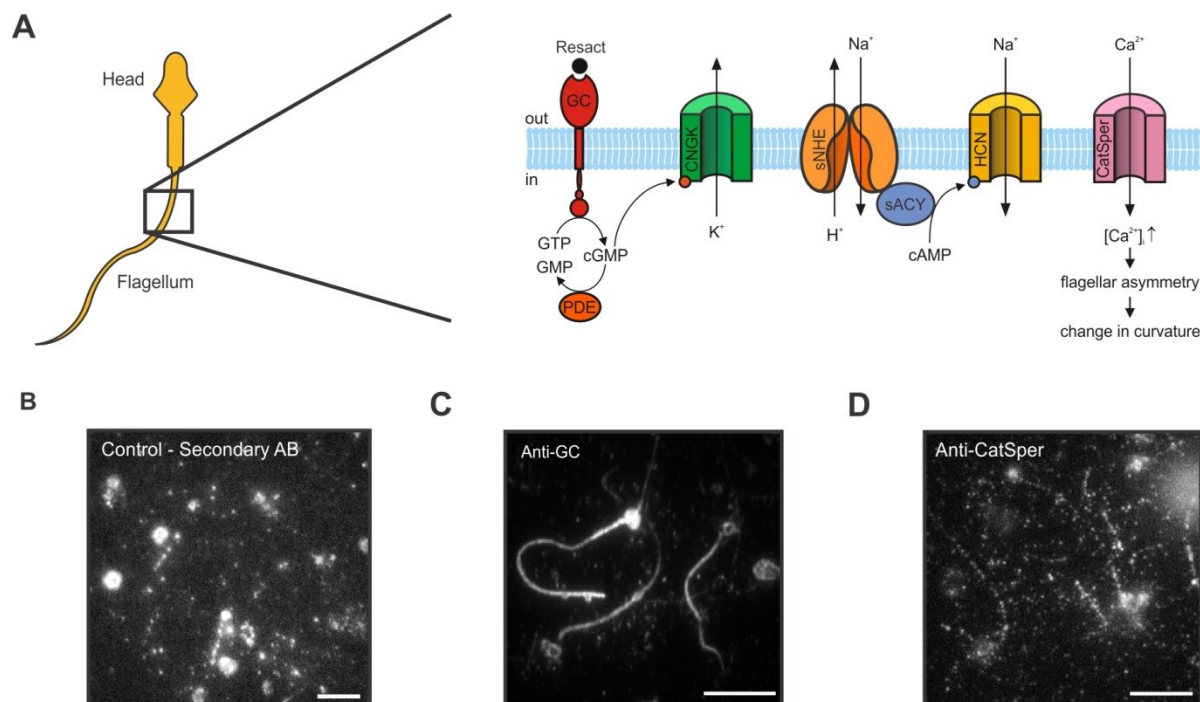 A
Head
Flagellum
Resact
GC
out
in
GTP
GMP
cGMP
PDE
CNGK
K⁺
Na⁺
sNHE
H⁺
sACY
cAMP
Na⁺
HCN
Ca²⁺
CatSper
[Ca²⁺]ᵢ↑
flagellar asymmetry
change in curvature
B
Control - Secondary AB
C
Anti-GC
D
Anti-CatSper